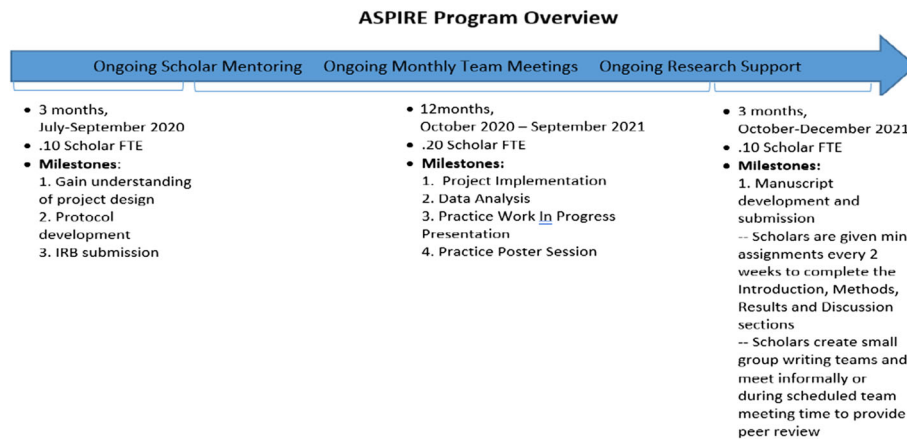 ASPIRE Program Overview
Ongoing Scholar Mentoring Ongoing Monthly Team Meetings Ongoing Research Support
• 3 months,
July-September 2020
• .10 Scholar FTE
• Milestones:
1. Gain understanding
of project design
2. Protocol
development
3. IRB submission
• 12months,
October 2020 – September 2021
• .20 Scholar FTE
• Milestones:
1. Project Implementation
2. Data Analysis
3. Practice Work In Progress
Presentation
4. Practice Poster Session
• 3 months,
October-December 2021
• .10 Scholar FTE
• Milestones:
1. Manuscript
development and
submission
-- Scholars are given min
assignments every 2
weeks to complete the
Introduction, Methods,
Results and Discussion
sections
-- Scholars create small
group writing teams and
meet informally or
during scheduled team
meeting time to provide
peer review